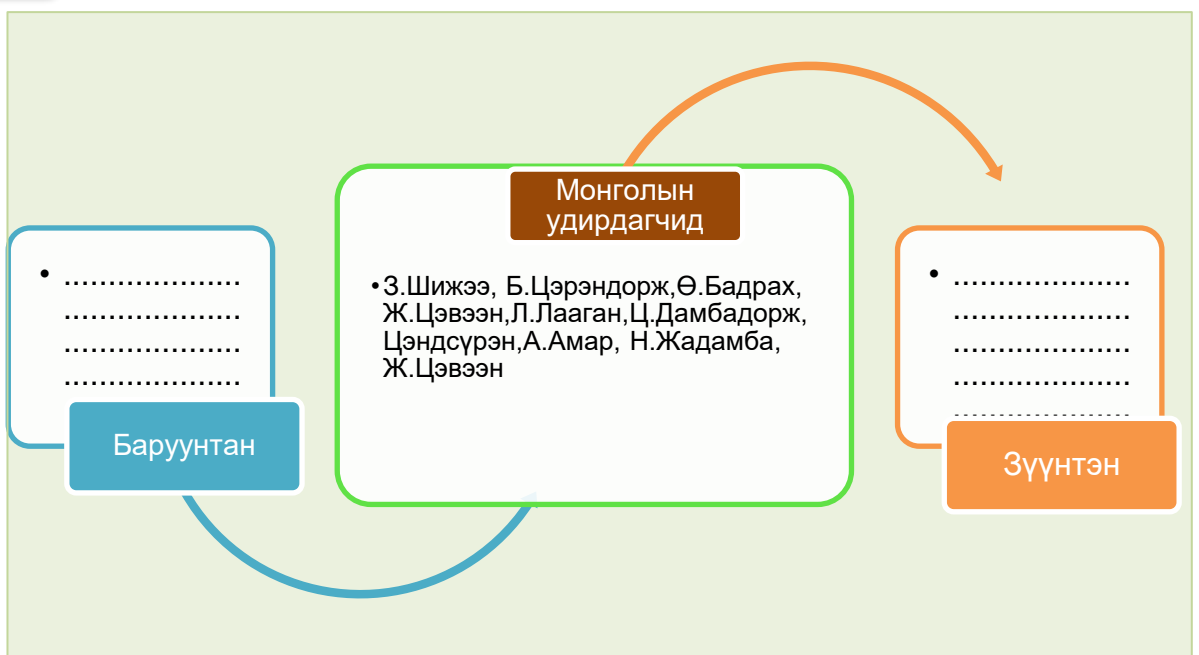 • ....................
....................
....................
....................
Баруунтан
Монголын
удирдагчид
•З.Шижээ, Б.Цэрэндорж,Ө.Бадрах,
Ж.Цэвээн,Л.Лааган,Ц.Дамбадорж,
Цэндсүрэн,А.Амар, Н.Жадамба,
Ж.Цэвээн
• ....................
....................
....................
....................
....................
Зүүнтэн